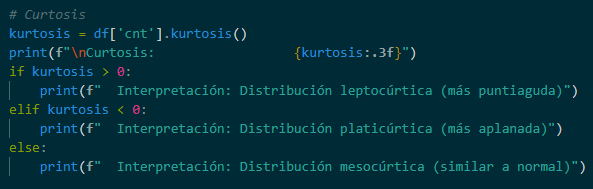 # Curtosis
kurtosis = df['cnt'].kurtosis()
print(f"\nCurtosis:                  {kurtosis:.3f}")
if kurtosis > 0:
    print(f"  Interpretación: Distribución leptocúrtica (más puntiaguda)")
elif kurtosis < 0:
    print(f"  Interpretación: Distribución platicúrtica (más aplanada)")
else:
    print(f"  Interpretación: Distribución mesocúrtica (similar a normal)")